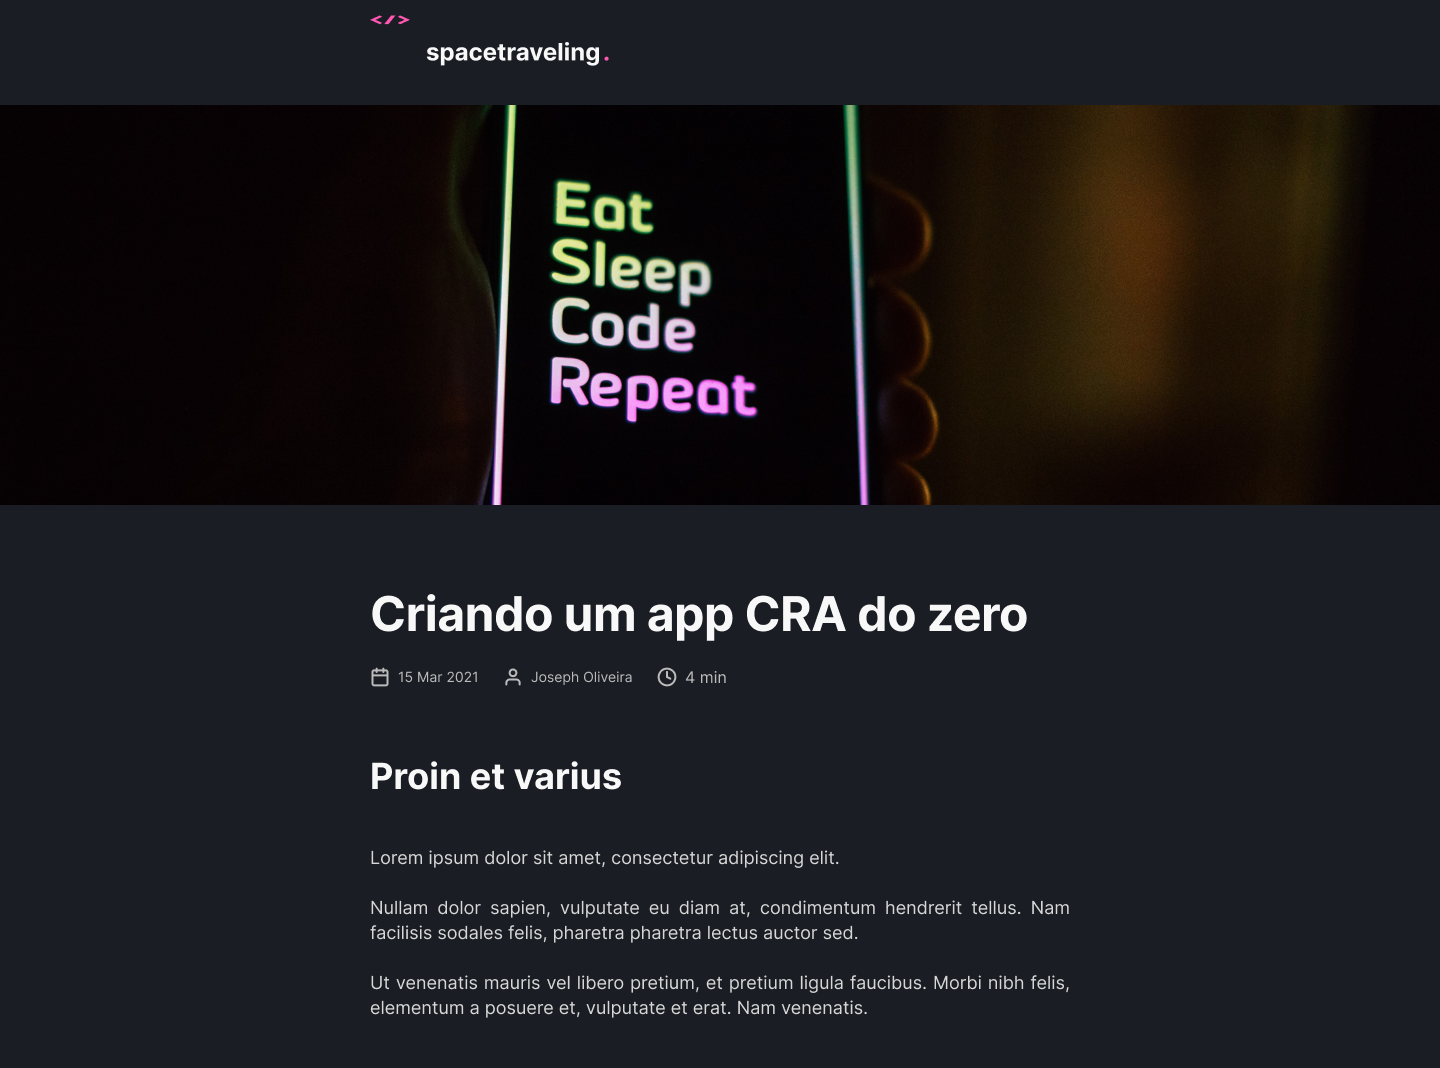 </>
spacetraveling.
Eat
Sleep
Code
Repeat
Criando um app CRA do zero
15 Mar 2021 Joseph Oliveira 4 min
Proin et varius
Lorem ipsum dolor sit amet, consectetur adipiscing elit.
Nullam dolor sapien, vulputate eu diam at, condimentum hendrerit tellus. Nam
facilisis sodales felis, pharetra pharetra lectus auctor sed.
Ut venenatis mauris vel libero pretium, et pretium ligula faucibus. Morbi nibh felis,
elementum a posuere et, vulputate et erat. Nam venenatis.